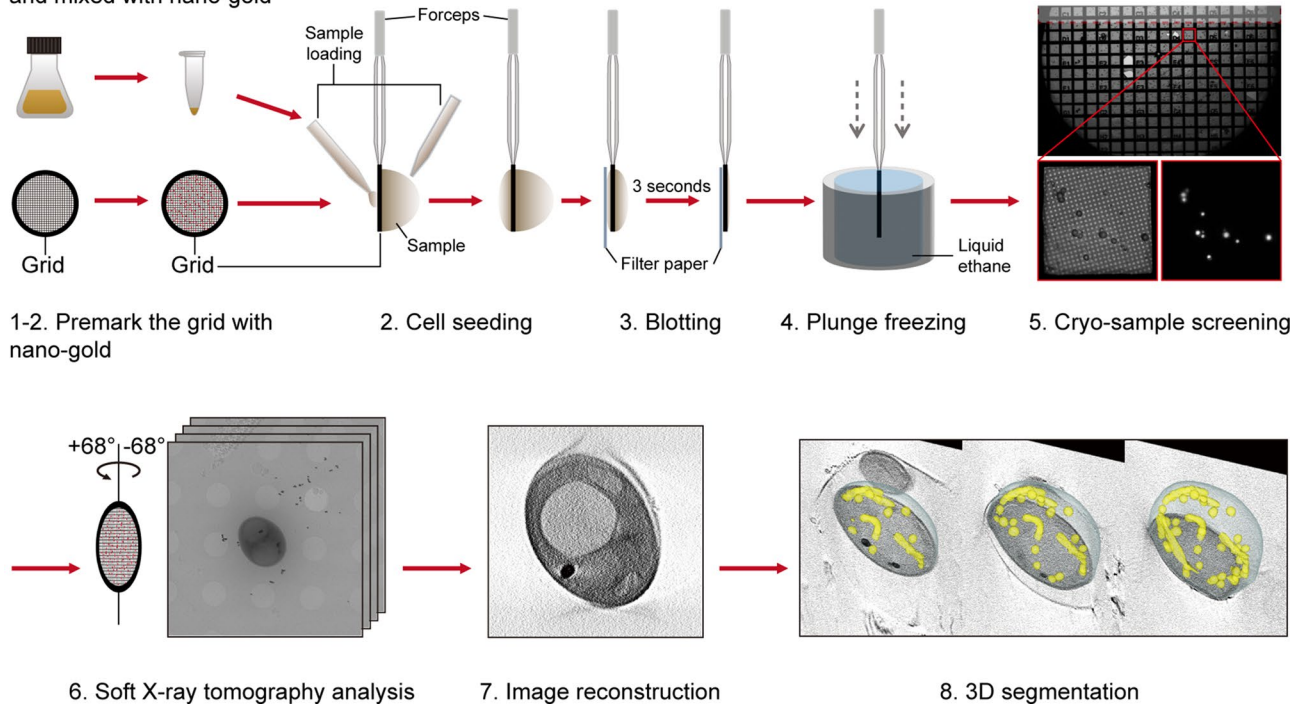 and mixed with nano-gold
Forceps
Sample
loading
Sample
3 seconds
Filter paper
Liquid
ethane
Grid
Grid
1-2. Premark the grid with
nano-gold
2. Cell seeding
3. Blotting
4. Plunge freezing
5. Cryo-sample screening
+68°
-68°
6. Soft X-ray tomography analysis
7. Image reconstruction
8. 3D segmentation